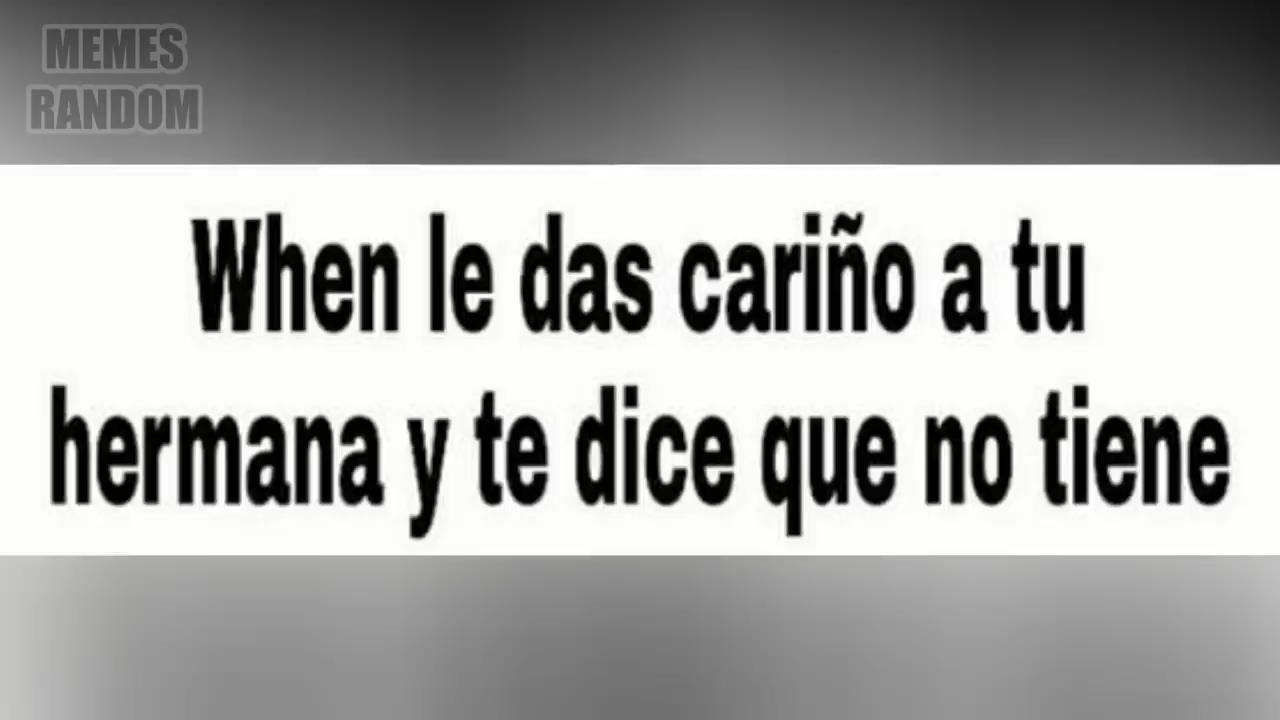 MEMES
RANDOM
When le das cariño a tu
hermana y te dice que no tiene